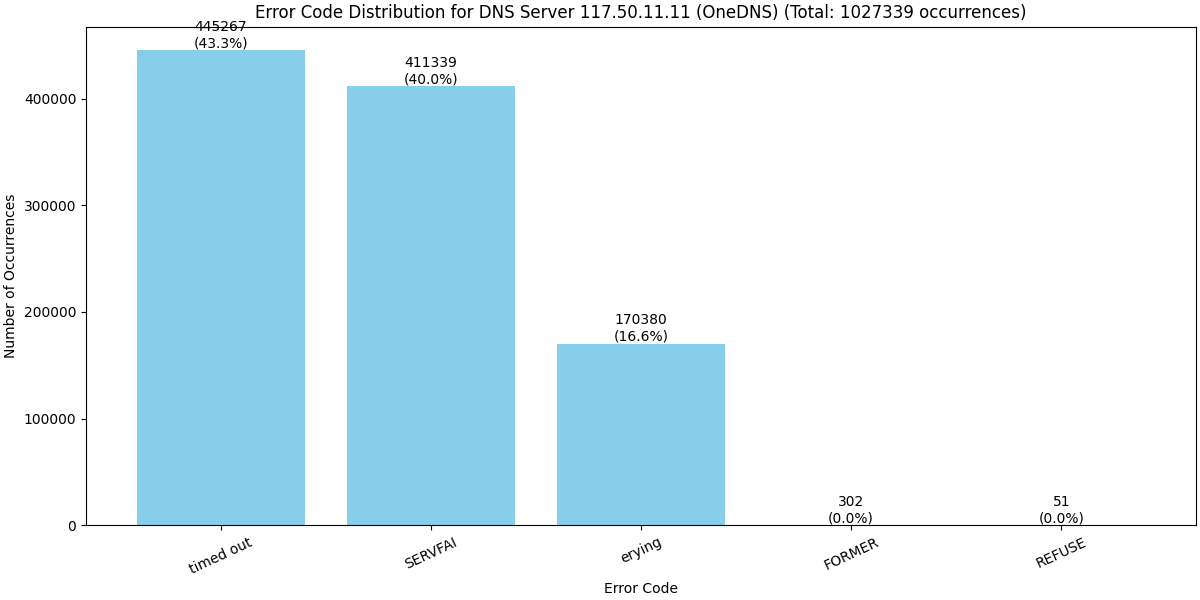 Error Code Distribution for DNS Server 117.50.11.11 (OneDNS) (Total: 1027339 occurrences)
445267
(43.3%)
411339
(40.0%)
170380
(16.6%)
302
(0.0%)
51
(0.0%)
400000
300000
200000
100000
0
Number of Occurrences
timed out
SERVFAI
erying
FORMER
REFUSE
Error Code